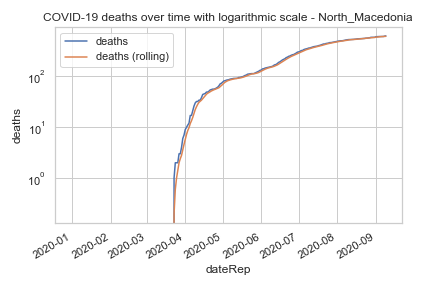 COVID-19 deaths over time with logarithmic scale - North_Macedonia
deaths
deaths (rolling)
deaths
10²
10¹
10⁰
2020-01
2020-02
2020-03
2020-04
2020-05
2020-06
2020-07
2020-08
2020-09
dateRep